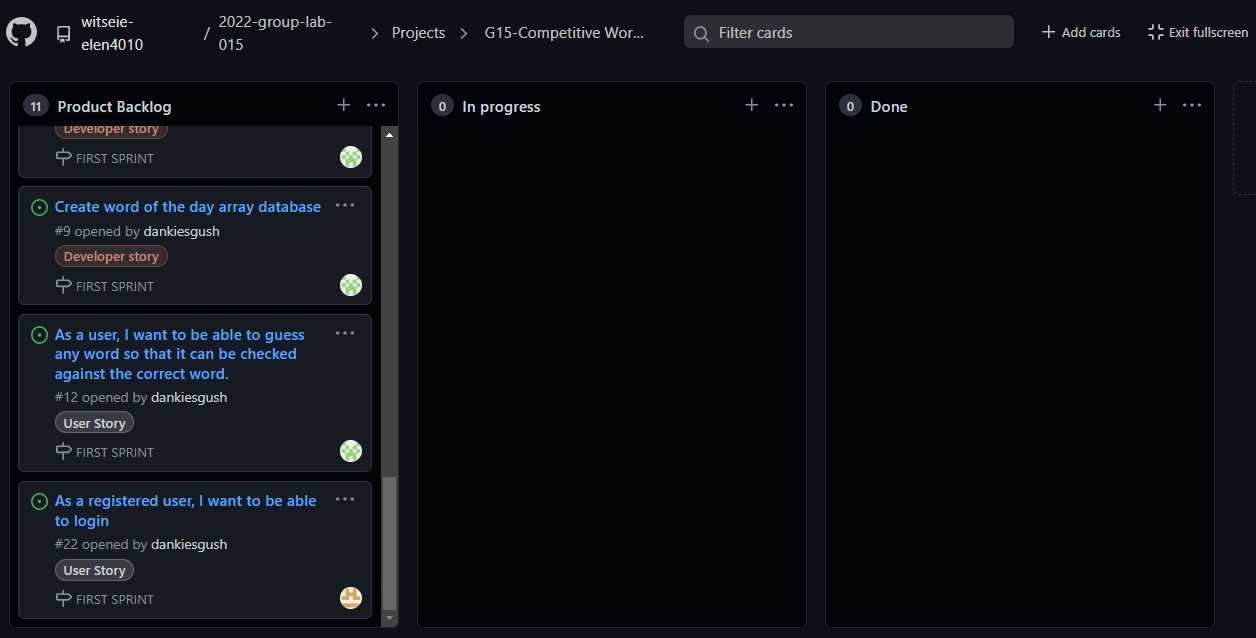 witseie-
elen4010
/
2022-group-lab-
015
Projects
G15-Competitive Wor...
Filter cards
Add cards
Exit fullscreen
11 Product Backlog
Developer story
FIRST SPRINT
Create word of the day array database
#9 opened by dankiesgush
Developer story
FIRST SPRINT
As a user, I want to be able to guess
any word so that it can be checked
against the correct word.
#12 opened by dankiesgush
User Story
FIRST SPRINT
As a registered user, I want to be able
to login
#22 opened by dankiesgush
User Story
FIRST SPRINT
0 In progress
0 Done